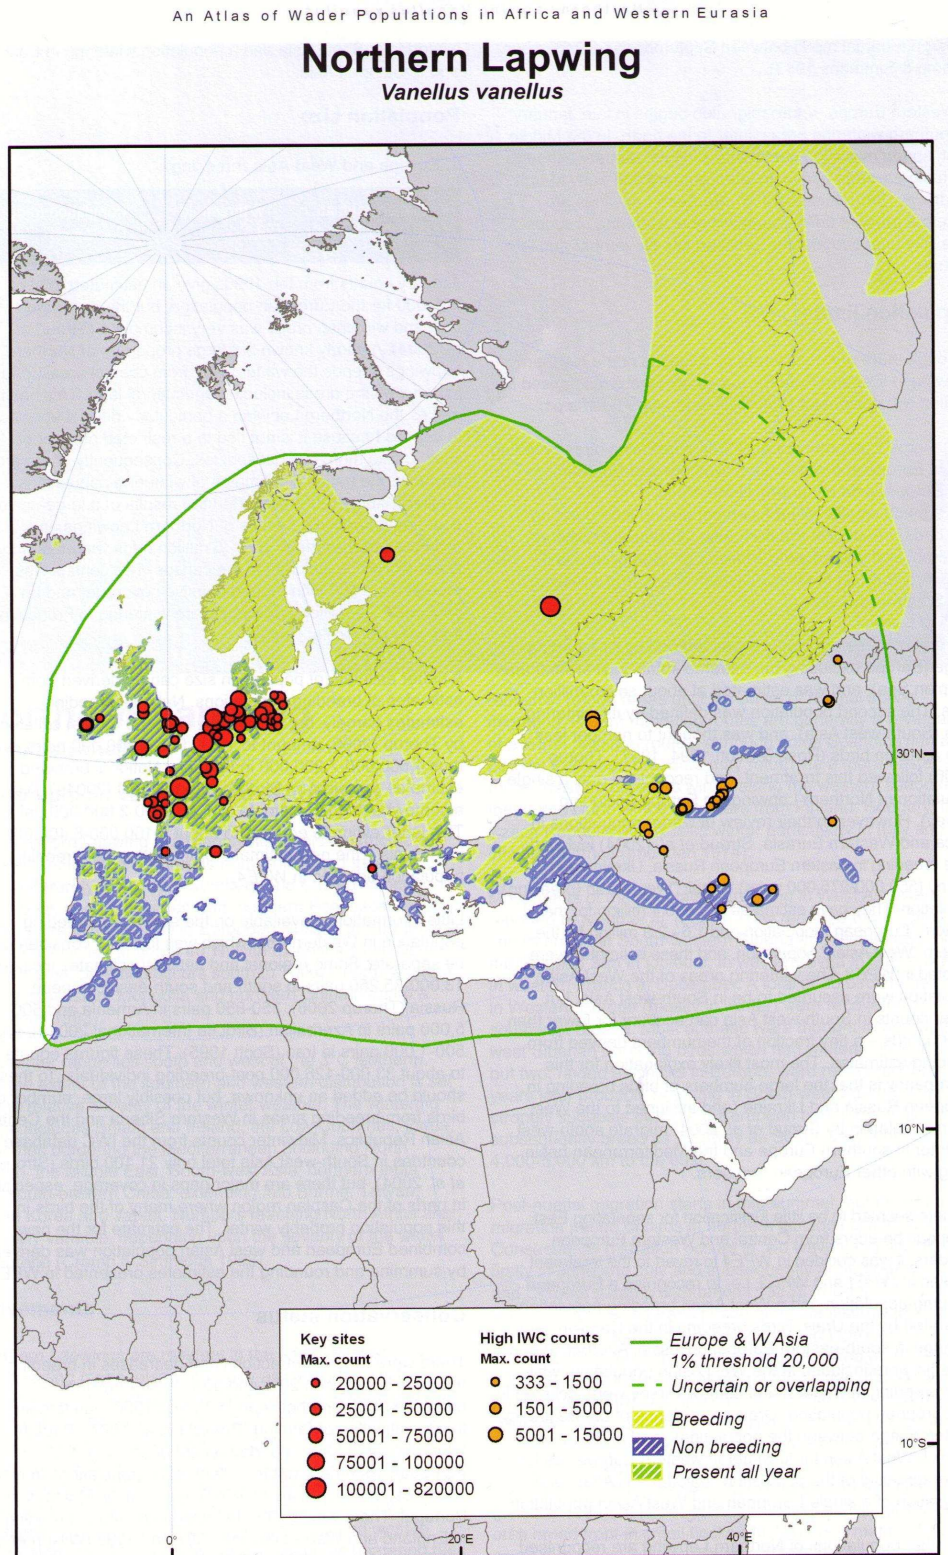 An Atlas of Wader Populations in Africa and Western Eurasia
Northern Lapwing
Vanellus vanellus
30°N
10°N
10°S
Key sites
Max. count
20000 - 25000
25001 - 50000
50001 - 75000
75001 - 100000
100001 - 820000
High IWC counts
Max. count
333 - 1500
1501 - 5000
5001 - 15000
Europe & W Asia
1% threshold 20,000
Uncertain or overlapping
Breeding
Non breeding
Present all year
0°
20°E
40°E